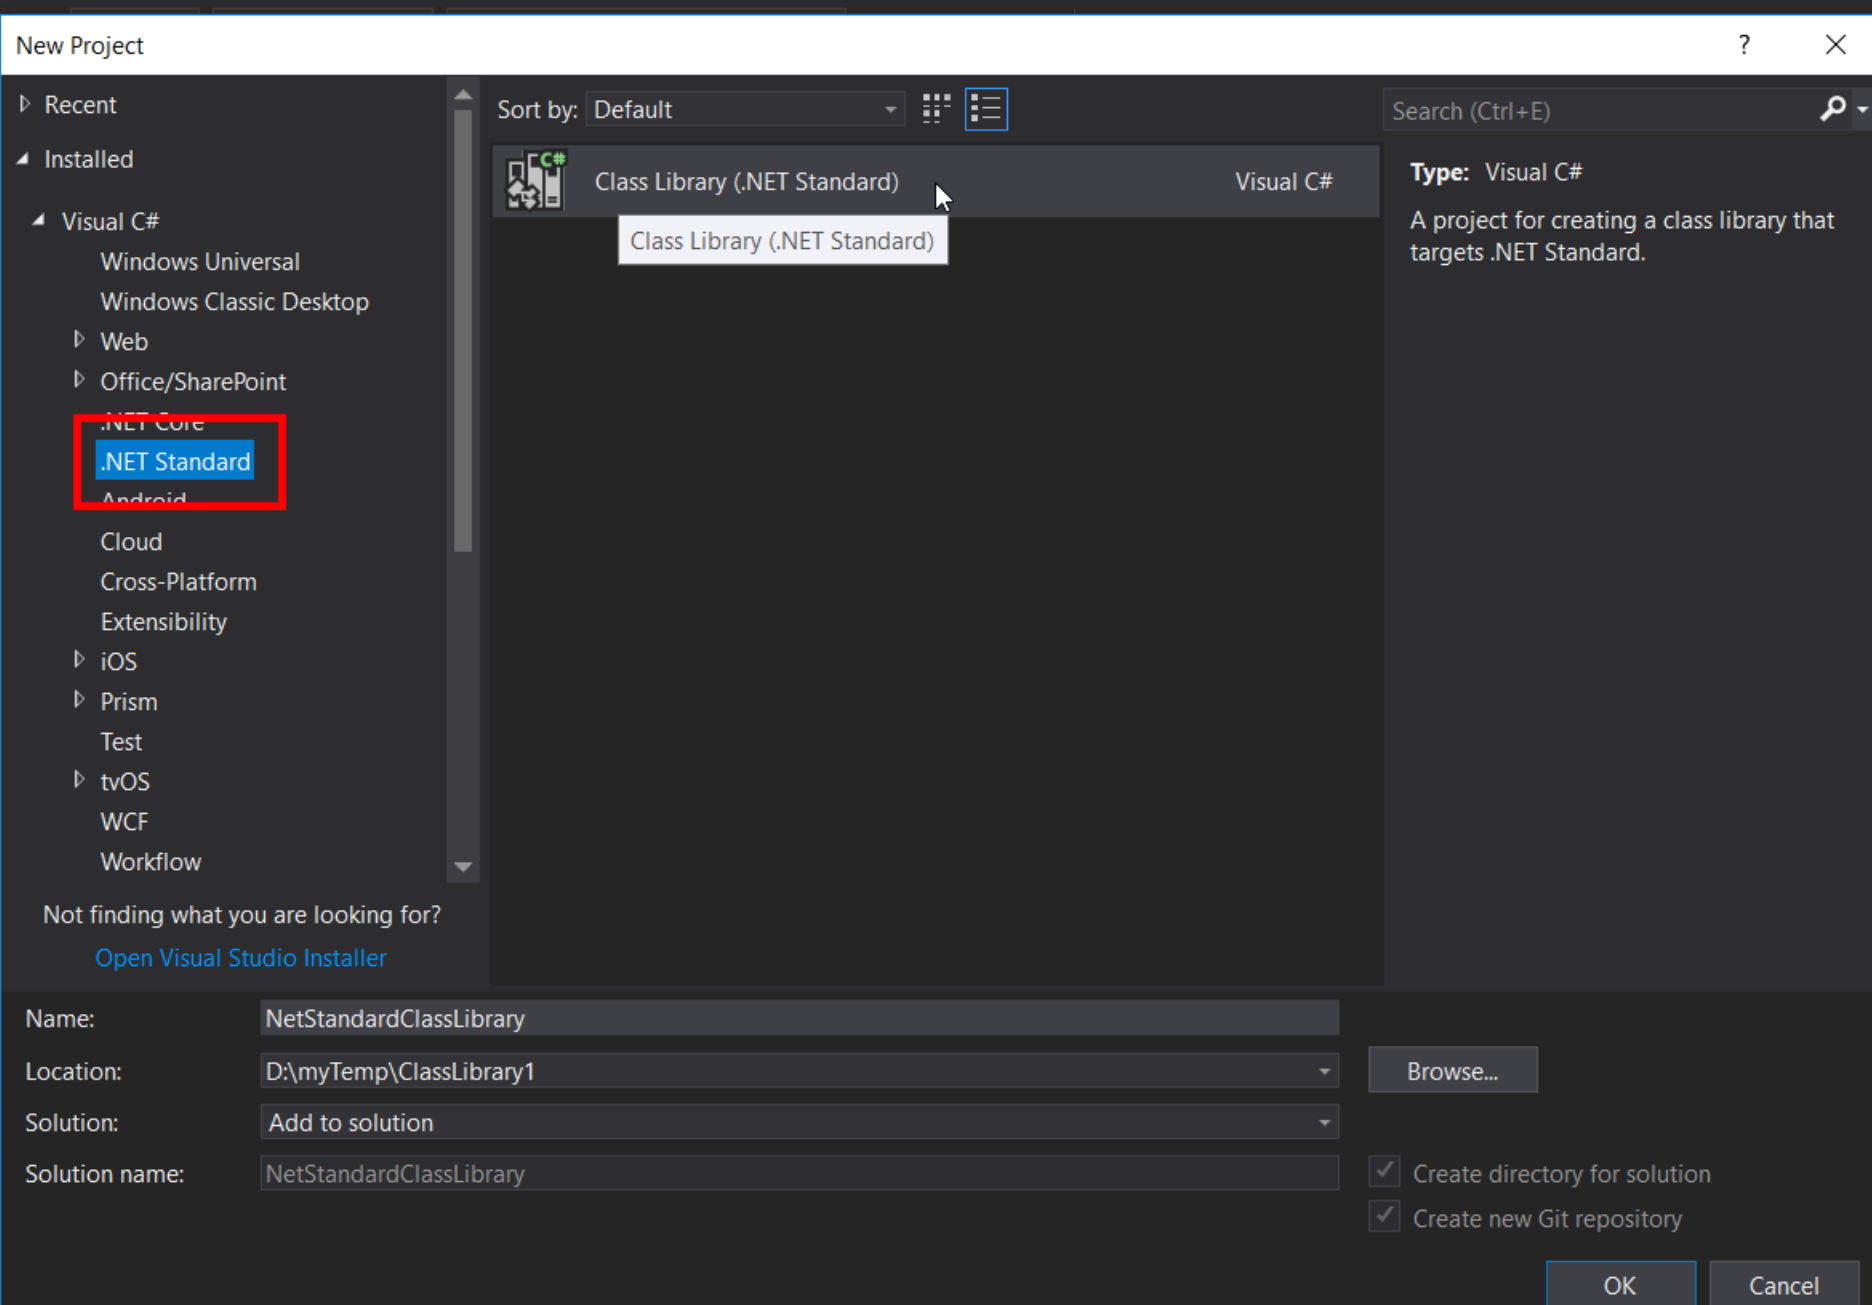 New Project
?
Recent
Installed
Visual C#
Windows Universal
Windows Classic Desktop
Web
Office/SharePoint
.NET Core
.NET Standard
Android
Cloud
Cross-Platform
Extensibility
iOS
Prism
Test
tvOS
WCF
Workflow
Not finding what you are looking for?
Open Visual Studio Installer
Sort by: Default
C#
Class Library (.NET Standard) Visual C#
Class Library (.NET Standard)
Search (Ctrl+E)
Type: Visual C#
A project for creating a class library that
targets .NET Standard.
Name: NetStandardClassLibrary
Location: D:\myTemp\ClassLibrary1 Browse...
Solution: Add to solution
Solution name: NetStandardClassLibrary
Create directory for solution
Create new Git repository
OK Cancel